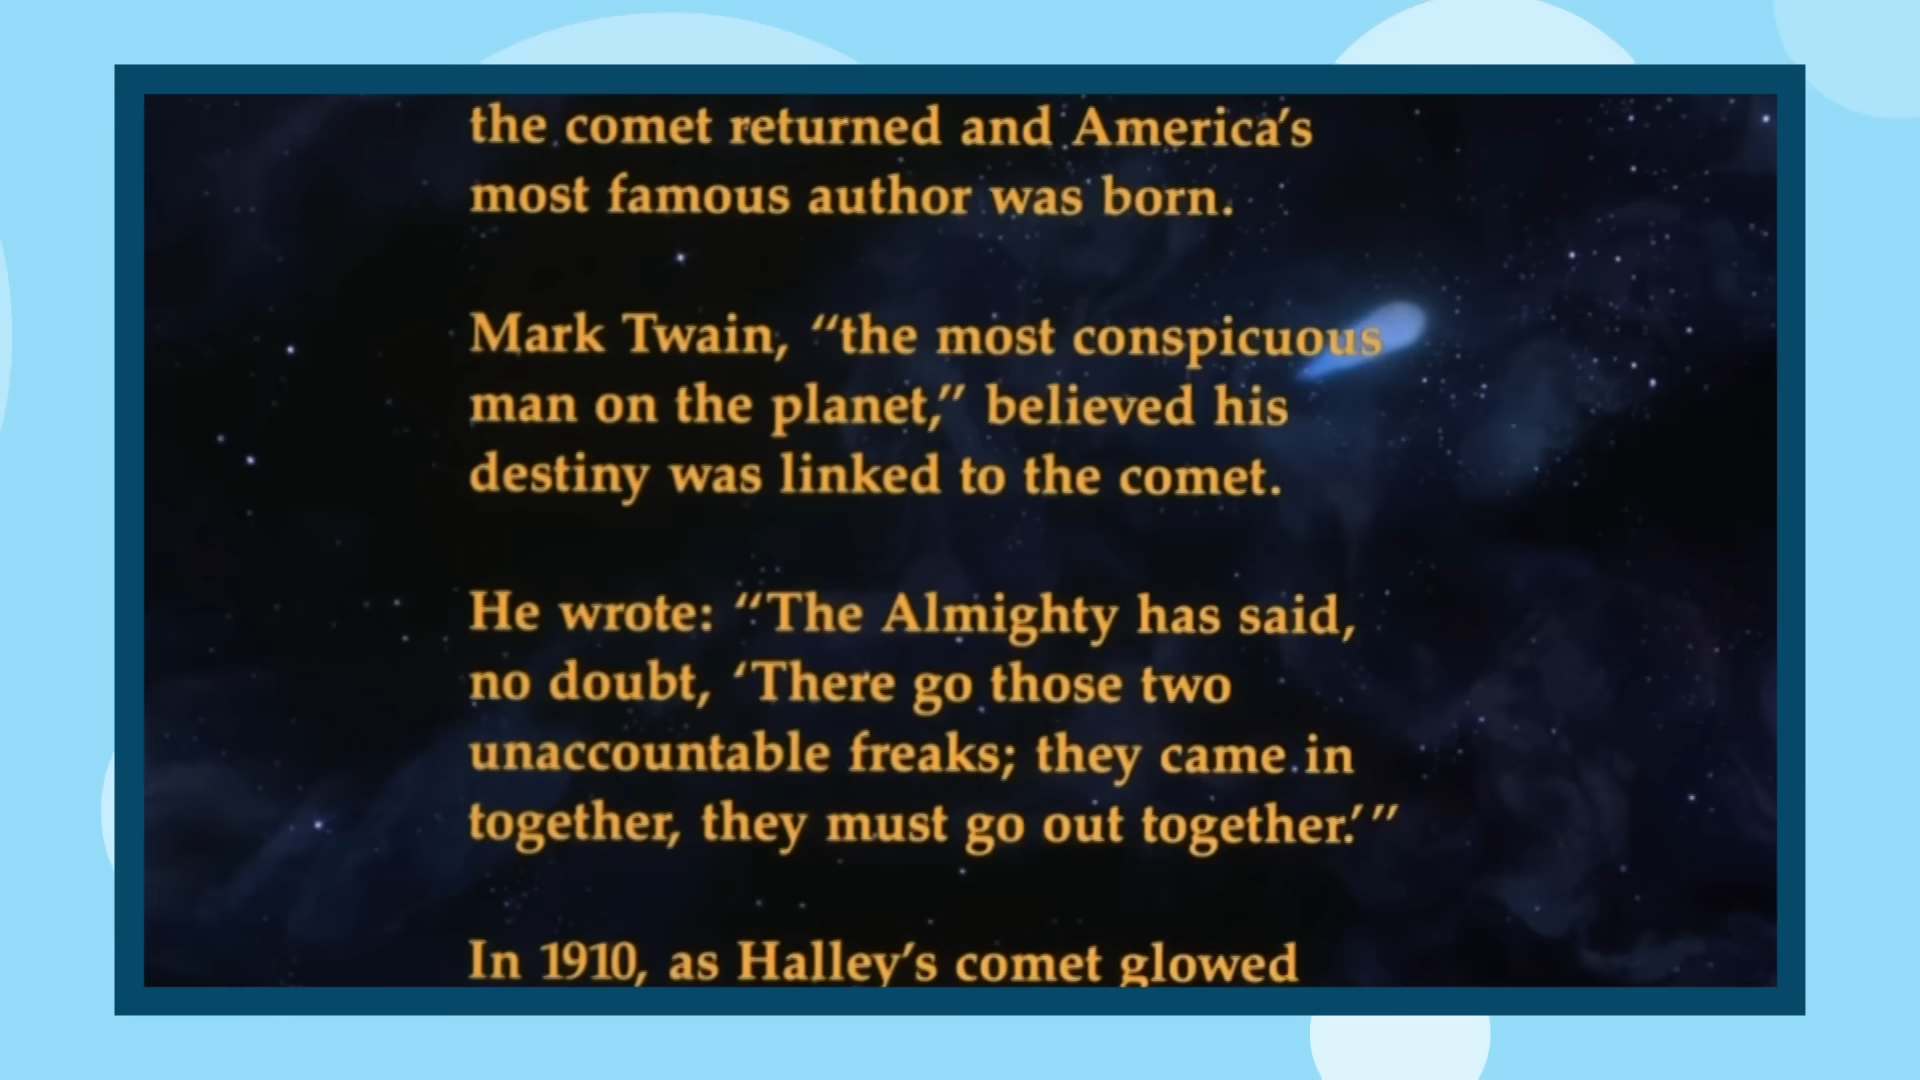 the comet returned and America's
most famous author was born.
Mark Twain, "the most conspicuous
man on the planet," believed his
destiny was linked to the comet.
He wrote: "The Almighty has said,
no doubt, 'There go those two
unaccountable freaks; they came in
together, they must go out together.'"
In 1910, as Halley's comet glowed